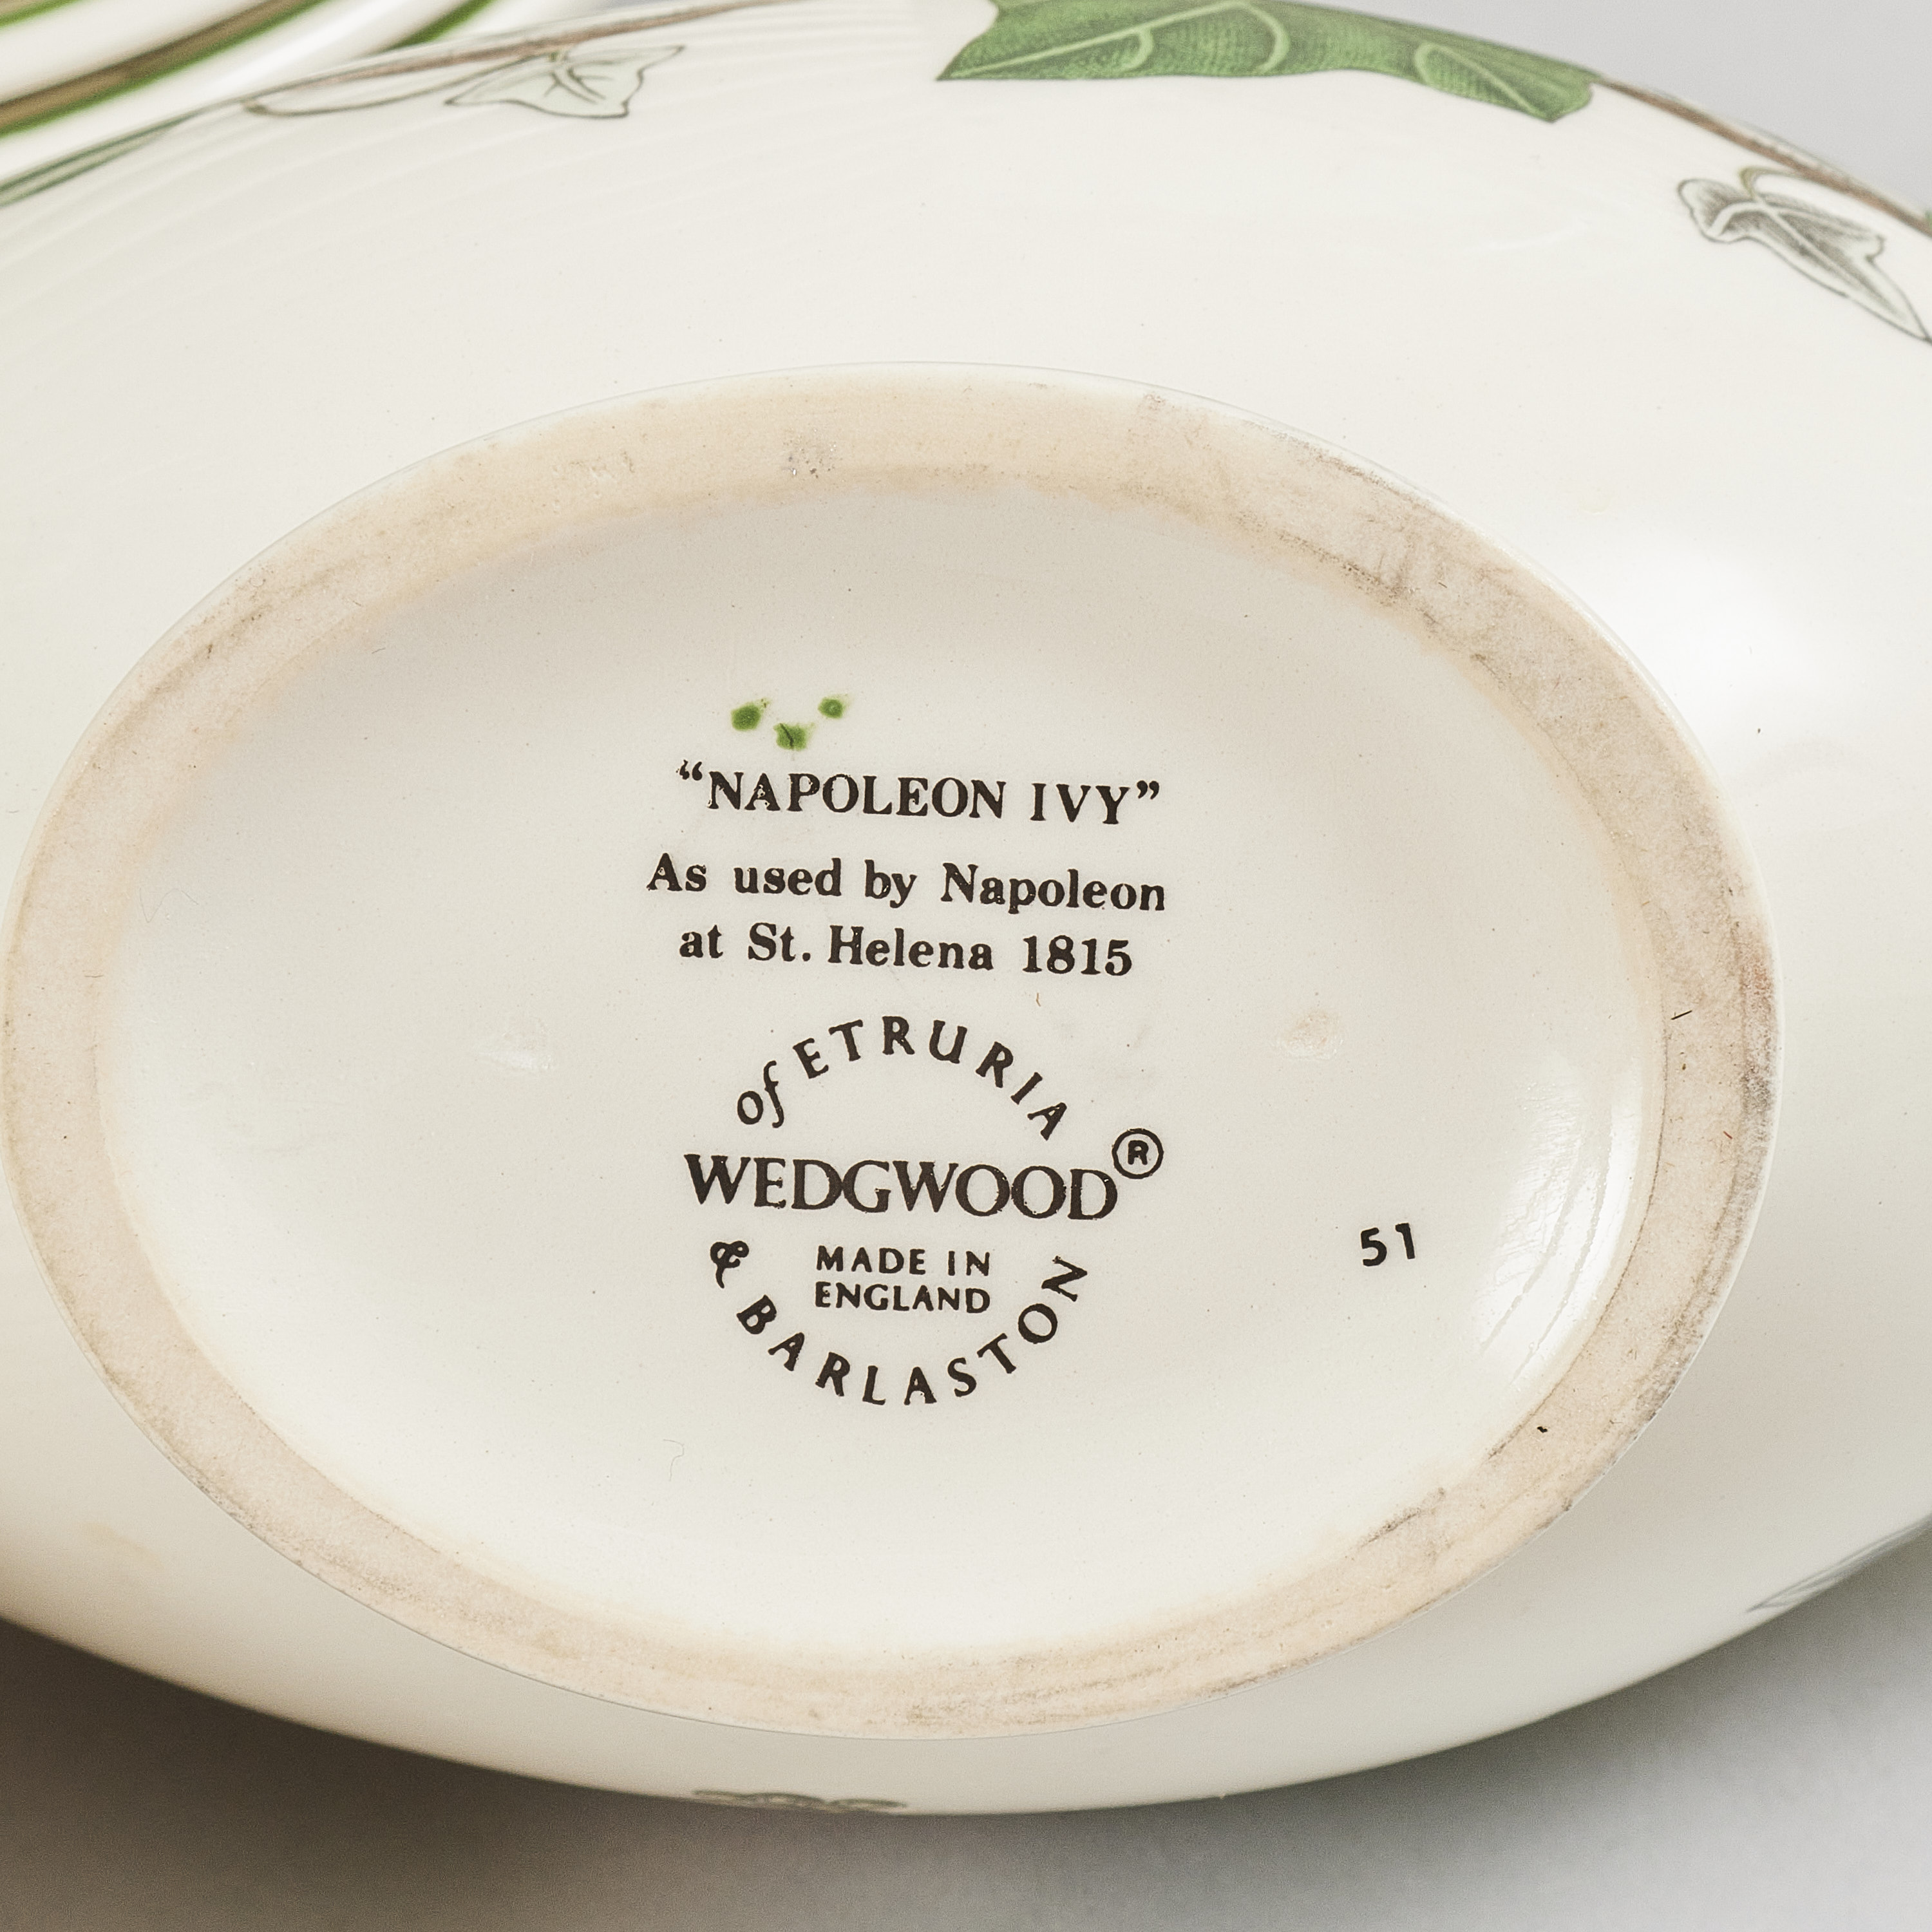 “NAPOLEON IVY”
As used by Napoleon
at St. Helena 1815
of ETRURIA
WEDGWOOD®
MADE IN
ENGLAND
& BARLASTON
51